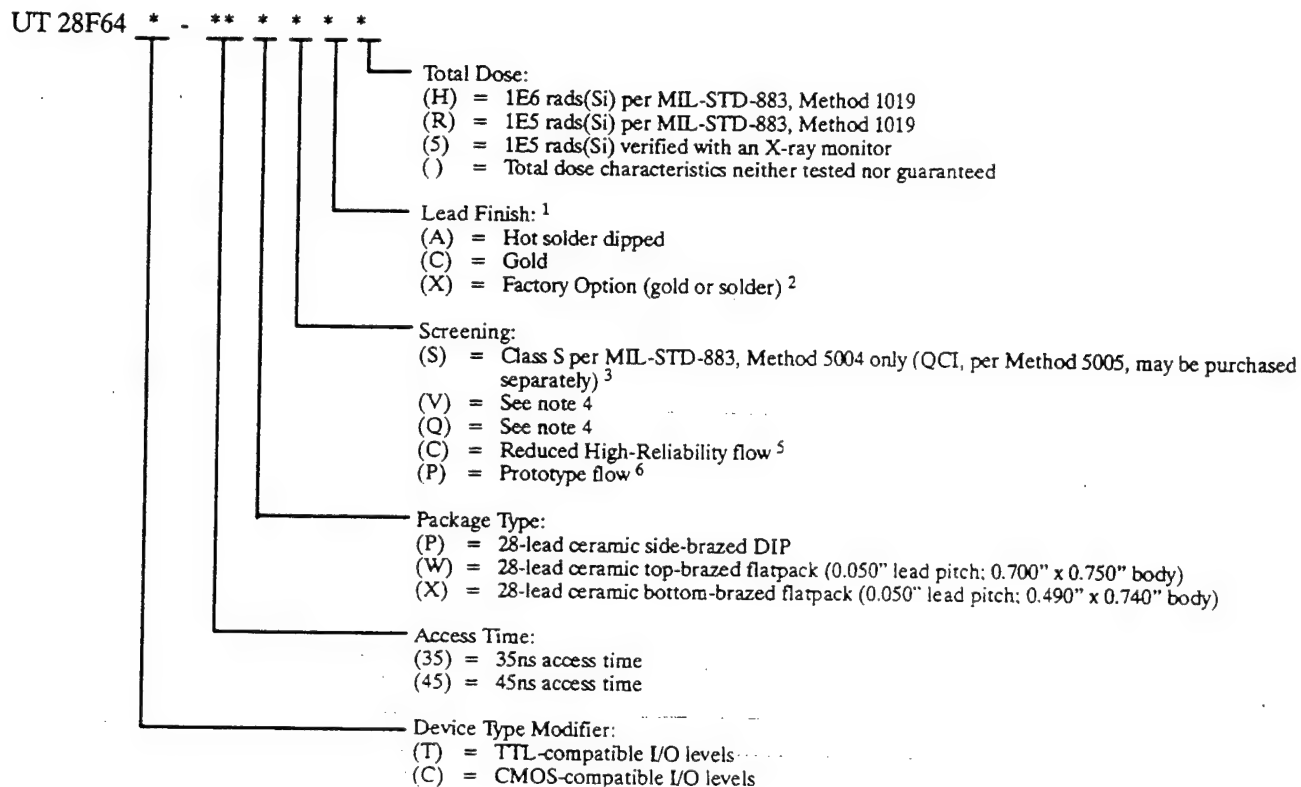 UT 28F64 * - ** * * * *
Total Dose:
(H) = 1E6 rads(Si) per MIL-STD-883, Method 1019
(R) = 1E5 rads(Si) per MIL-STD-883, Method 1019
(5) = 1E5 rads(Si) verified with an X-ray monitor
( ) = Total dose characteristics neither tested nor guaranteed
Lead Finish: 1
(A) = Hot solder dipped
(C) = Gold
(X) = Factory Option (gold or solder) 2
Screening:
(S) = Class S per MIL-STD-883, Method 5004 only (QCI, per Method 5005, may be purchased
separately) 3
(V) = See note 4
(Q) = See note 4
(C) = Reduced High-Reliability flow 5
(P) = Prototype flow 6
Package Type:
(P) = 28-lead ceramic side-brazed DIP
(W) = 28-lead ceramic top-brazed flatpack (0.050" lead pitch; 0.700" x 0.750" body)
(X) = 28-lead ceramic bottom-brazed flatpack (0.050" lead pitch; 0.490" x 0.740" body)
Access Time:
(35) = 35ns access time
(45) = 45ns access time
Device Type Modifier:
(T) = TTL-compatible I/O levels
(C) = CMOS-compatible I/O levels